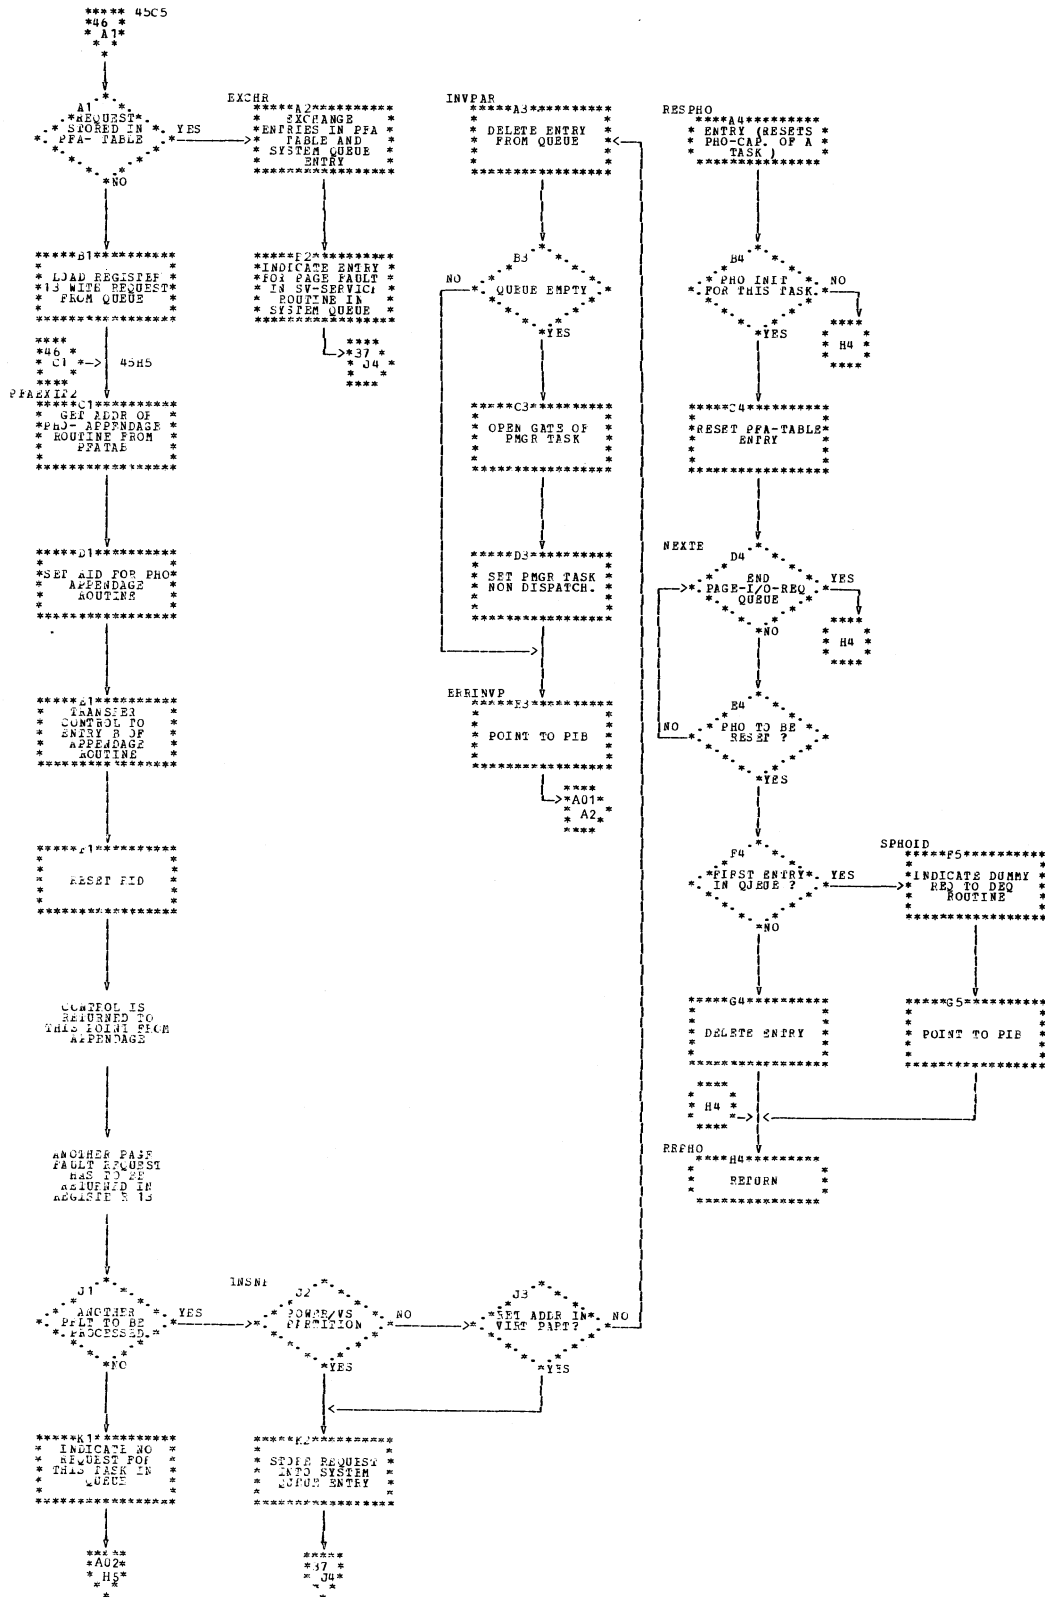 45C5
46
A1
A1
REQUEST
STORED IN
PFA- TABLE
YES
NO
B1
LOAD REGISTER
13 WITH REQUEST
FROM QUEUE
46
C1
45H5
C1
GET ADDR OF
PHO- APPENDAGE
ROUTINE FROM
PFATAB
D1
SET RID FOR PHO
APPENDAGE
ROUTINE
E1
TRANSFER
CONTROL TO
ENTRY B OF
APPENDAGE
ROUTINE
F1
RESET RID
CONTROL IS
RETURNED TO
THIS POINT FROM
APPENDAGE
ANOTHER PAGE
FAULT REQUEST
HAS TO BE
RETURNED IN
REGISTER 13
J1
ANOTHER
PFLT TO BE
PROCESSED
YES
NO
K1
INDICATE NO
REQUEST FOR
THIS TASK IN
QUEUE
A02
H5
EXCHR
A2
EXCHANGE
ENTRIES IN PFA
TABLE AND
SYSTEM QUEUE
ENTRY
B2
INDICATE ENTRY
FOR PAGE FAULT
IN SV-SERVICE
ROUTINE IN
SYSTEM QUEUE
37
J4
J2
POWER/VS
PARTITION
NO
YES
K2
STORE REQUEST
INTO SYSTEM
QUEUE ENTRY
37
J4
INVPAR
A3
DELETE ENTRY
FROM QUEUE
B3
QUEUE EMPTY
NO
YES
C3
OPEN GATE OF
PMGR TASK
D3
SET PMGR TASK
NON DISPATCH.
ERRINVP
E3
POINT TO PIB
A01
A2
J3
RET ADDR IN
VIRT PART?
NO
YES
RESPHO
A4
ENTRY (RESETS
PHO-CAP. OF A
TASK )
B4
PHO INIT
FOR THIS TASK
NO
YES
H4
C4
RESET PFA-TABLE
ENTRY
NEXTE
D4
END
PAGE-I/O-REQ
QUEUE
YES
NO
H4
E4
PHO TO BE
RESET ?
NO
YES
F4
FIRST ENTRY
IN QUEUE ?
YES
NO
SPHOID
F5
INDICATE DUMMY
REQ TO DEQ
ROUTINE
G4
DELETE ENTRY
G5
POINT TO PIB
H4
H4
RETURN